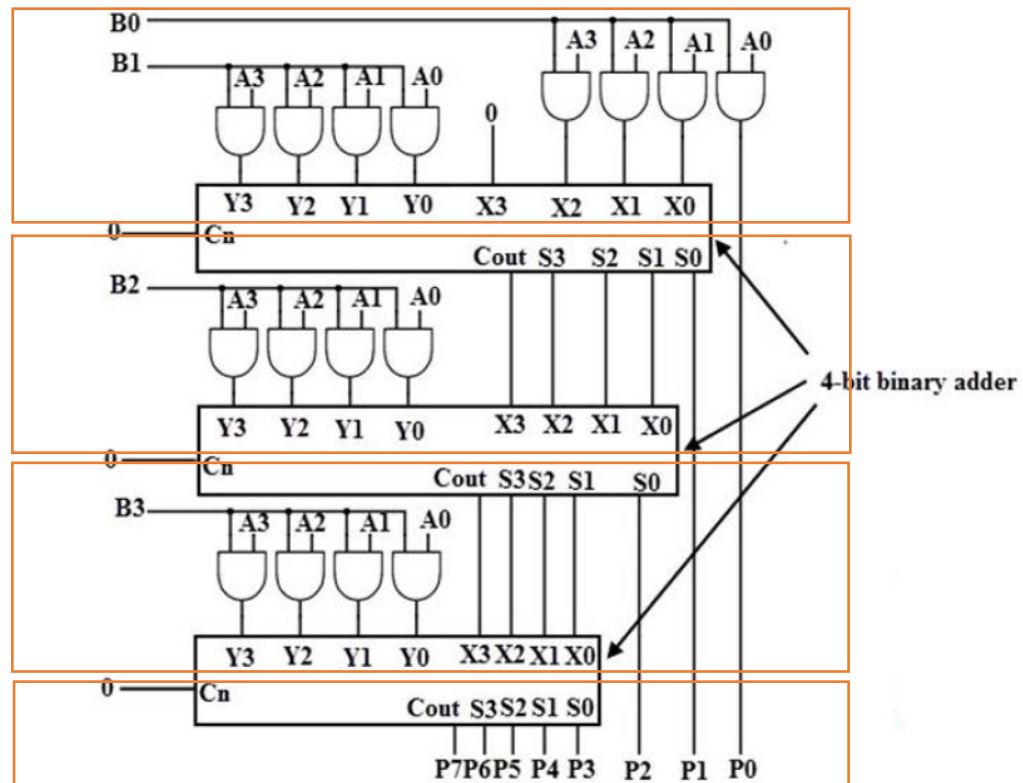 B0
A3 A2 A1 A0
B1
A3 A2 A1 A0
0
Y3 Y2 Y1 Y0 X3 X2 X1 X0
0 Cn
Cout S3 S2 S1 S0
B2
A3 A2 A1 A0
4-bit binary adder
Y3 Y2 Y1 Y0 X3 X2 X1 X0
0 Cn
Cout S3 S2 S1 S0
B3
A3 A2 A1 A0
Y3 Y2 Y1 Y0 X3 X2 X1 X0
0 Cn
Cout S3 S2 S1 S0
P7 P6 P5 P4 P3 P2 P1 P0